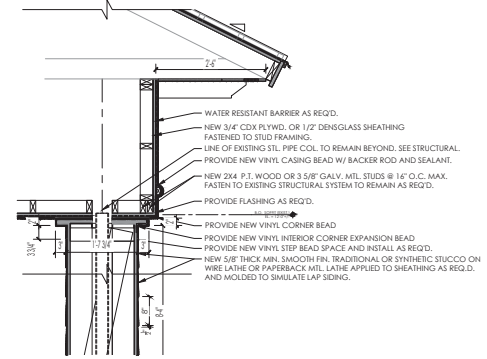 2'-6"
WATER RESISTANT BARRIER AS REQ'D.
NEW 3/4" CDX PLYWD. OR 1/2" DENSGLASS SHEATHING
FASTENED TO STUD FRAMING.
LINE OF EXISTING STL. PIPE COL. TO REMAIN BEYOND. SEE STRUCTURAL.
PROVIDE NEW VINYL CASING BEAD W/ BACKER ROD AND SEALANT.
NEW 2X4 P.T. WOOD OR 3 5/8" GALV. MTL. STUDS @ 16" O.C. MAX.
FASTEN TO EXISTING STRUCTURAL SYSTEM TO REMAIN AS REQ'D.
PROVIDE FLASHING AS REQ'D.
PROVIDE NEW VINYL CORNER BEAD
PROVIDE NEW VINYL INTERIOR CORNER EXPANSION BEAD
PROVIDE NEW VINYL STEP BEAD SPACE AND INSTALL AS REQ'D.
NEW 5/8" THICK MIN. SMOOTH FIN. TRADITIONAL OR SYNTHETIC STUCCO ON
WIRE LATHE OR PAPERBACK MTL. LATHE APPLIED TO SHEATHING AS REQ.D.
AND MOLDED TO SIMULATE LAP SIDING.
2"
2"
3 3/4"
1'-7 3/4"
8"
8'-4"